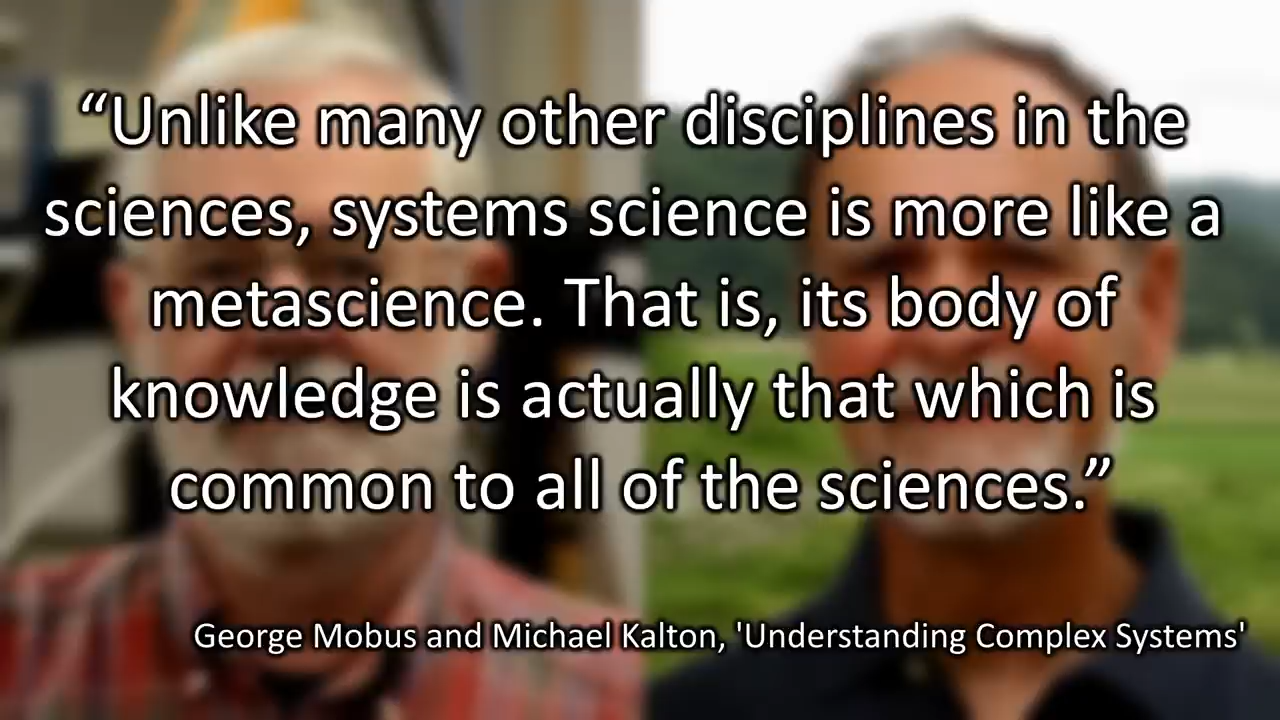 “Unlike many other disciplines in the
sciences, systems science is more like a
metascience. That is, its body of
knowledge is actually that which is
common to all of the sciences.”
George Mobus and Michael Kalton, 'Understanding Complex Systems'